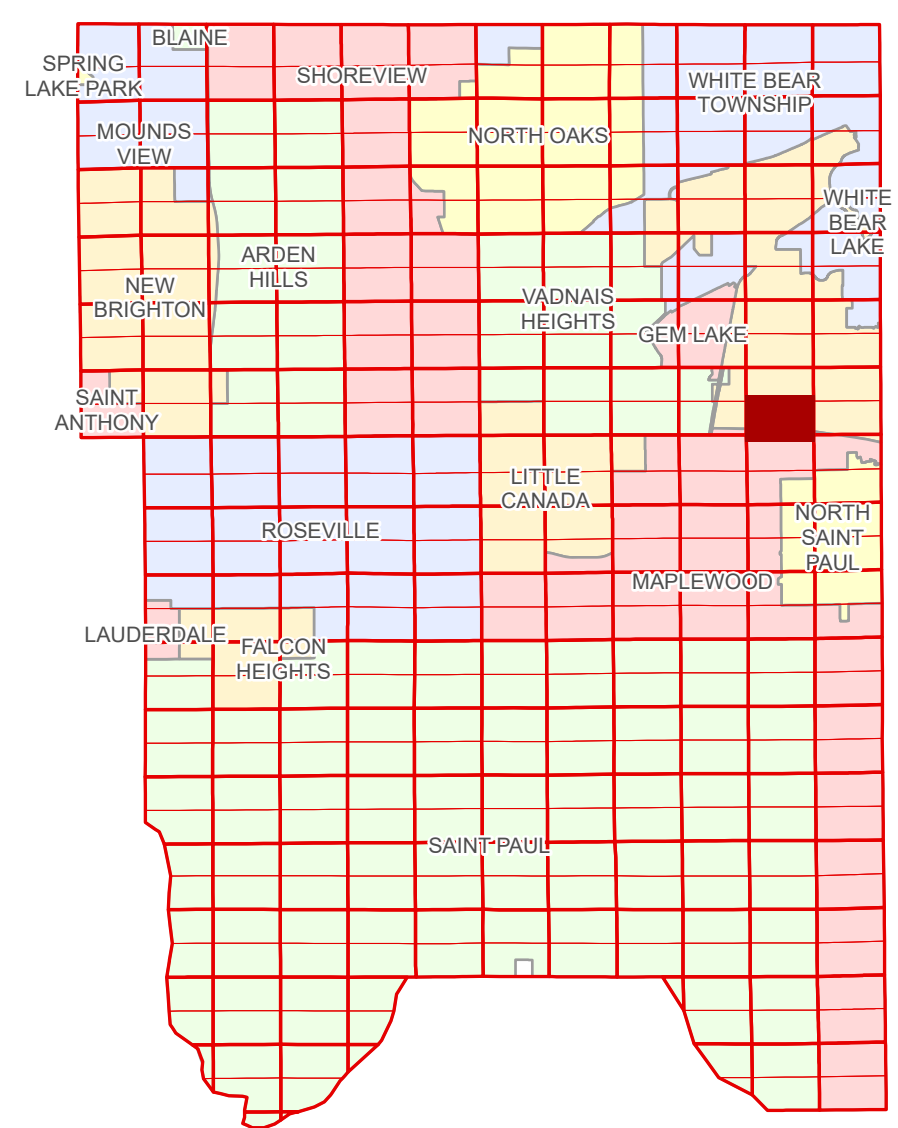 BLAINE
SPRING
LAKE PARK
SHOREVIEW
WHITE BEAR
TOWNSHIP
MOUNDS
VIEW
NORTH OAKS
WHITE
BEAR
LAKE
ARDEN
HILLS
NEW
BRIGHTON
VADNAIS
HEIGHTS
GEM LAKE
SAINT
ANTHONY
LITTLE
CANADA
NORTH
SAINT
PAUL
ROSEVILLE
MAPLEWOOD
LAUDERDALE
FALCON
HEIGHTS
SAINT PAUL